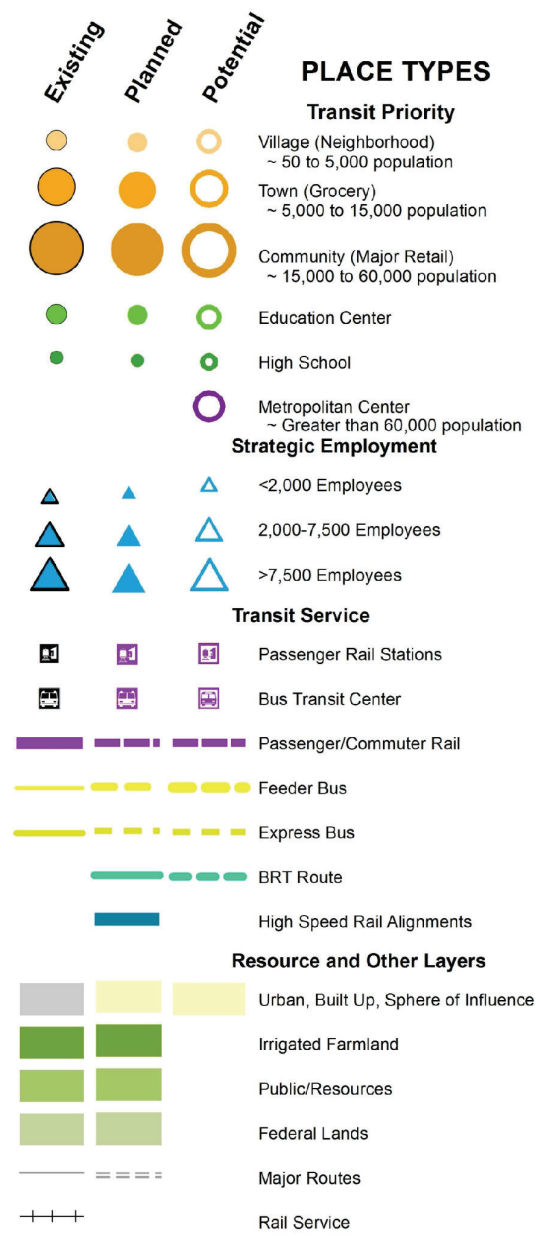 Existing
Planned
Potential
PLACE TYPES
Transit Priority
Village (Neighborhood)
~ 50 to 5,000 population
Town (Grocery)
~ 5,000 to 15,000 population
Community (Major Retail)
~ 15,000 to 60,000 population
Education Center
High School
Metropolitan Center
~ Greater than 60,000 population
Strategic Employment
<2,000 Employees
2,000-7,500 Employees
>7,500 Employees
Transit Service
Passenger Rail Stations
Bus Transit Center
Passenger/Commuter Rail
Feeder Bus
Express Bus
BRT Route
High Speed Rail Alignments
Resource and Other Layers
Urban, Built Up, Sphere of Influence
Irrigated Farmland
Public/Resources
Federal Lands
Major Routes
Rail Service